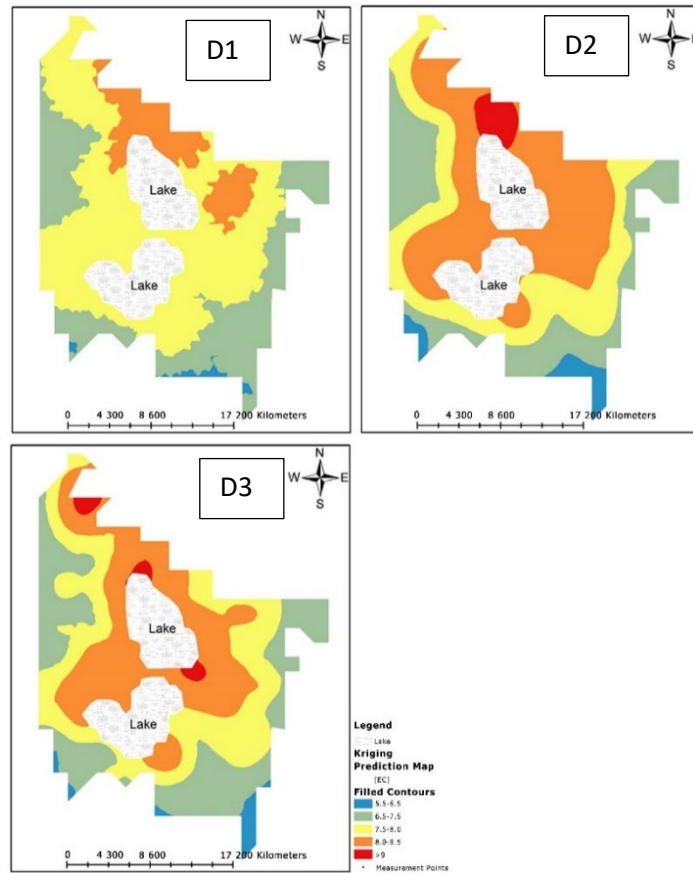 N
W E
S
D1
Lake
Lake
0 4 300 8 600 17 200 Kilometers
N
W E
S
D2
Lake
Lake
0 4 300 8 600 17 200 Kilometers
N
W E
S
D3
Lake
Lake
0 4 300 8 600 17 200 Kilometers
Legend
Lake
Kriging
Prediction Map
[EC]
Filled Contours
5.5-6.5
6.5-7.5
7.5-8.0
8.0-8.5
>9
Measurement Points